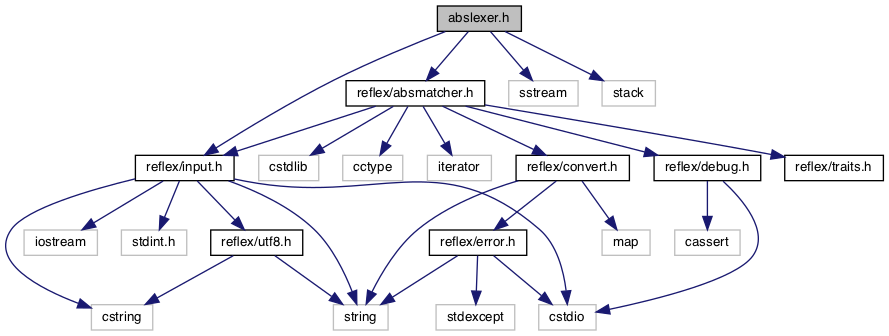 abslexer.h
reflex/absmatcher.h
sstream
stack
reflex/input.h
cstdlib
cctype
iterator
reflex/convert.h
reflex/debug.h
reflex/traits.h
iostream
stdint.h
reflex/utf8.h
reflex/error.h
map
cassert
cstring
string
stdexcept
cstdio